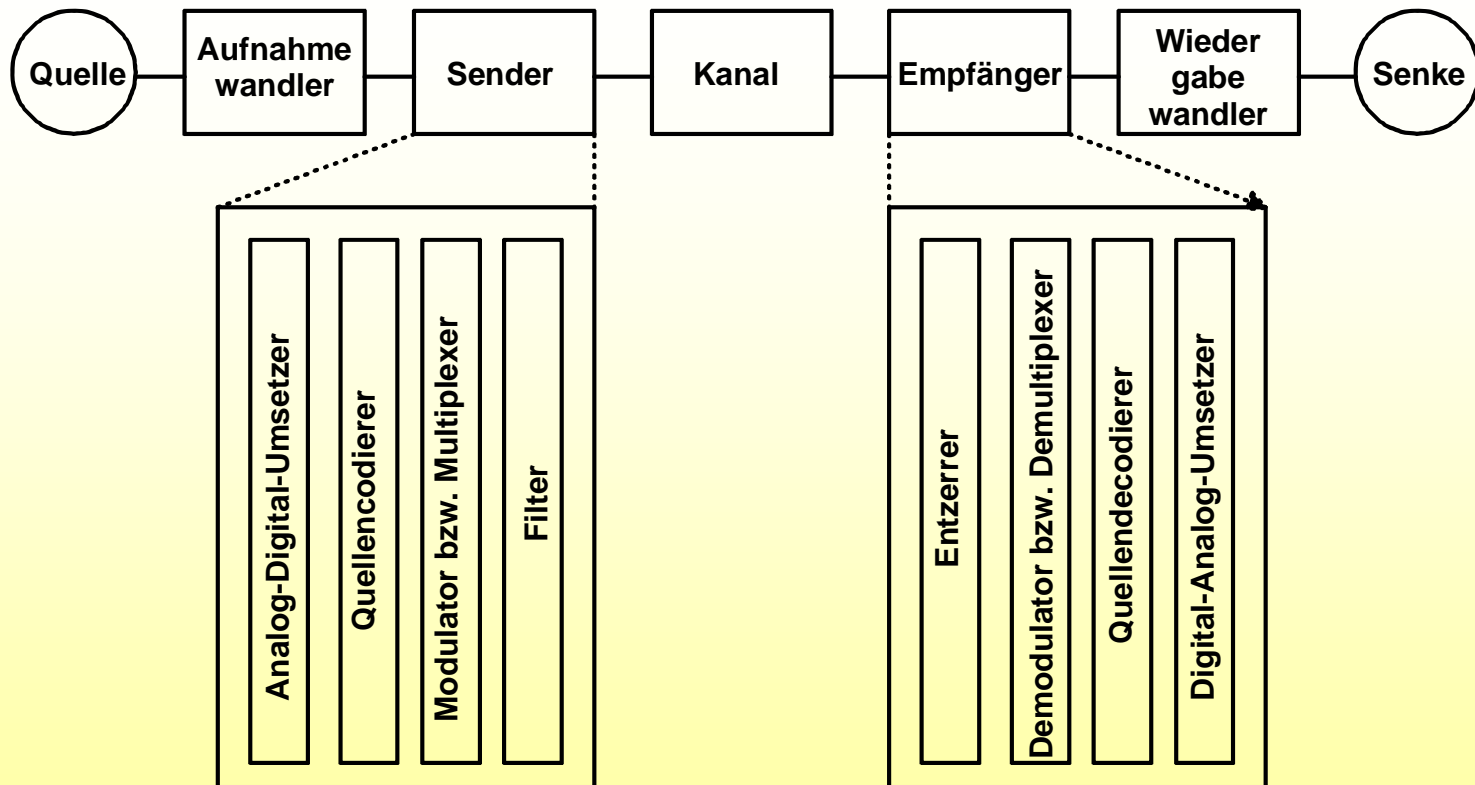 Quelle
Aufnahme
wandler
Sender
Kanal
Empfänger
Wieder
gabe
wandler
Senke
Analog-Digital-Umsetzer
Quellencodierer
Modulator bzw. Multiplexer
Filter
Entzerrer
Demodulator bzw. Demultiplexer
Quellendecodierer
Digital-Analog-Umsetzer